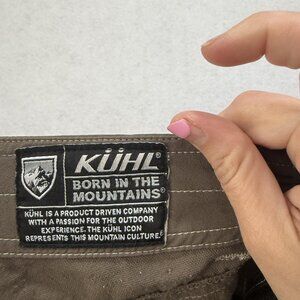 KÜHL®
BORN IN THE
MOUNTAINS®
KÜHL IS A PRODUCT DRIVEN COMPANY
WITH A PASSION FOR THE OUTDOOR
EXPERIENCE. THE KÜHL ICON
REPRESENTS THIS MOUNTAIN CULTURE.